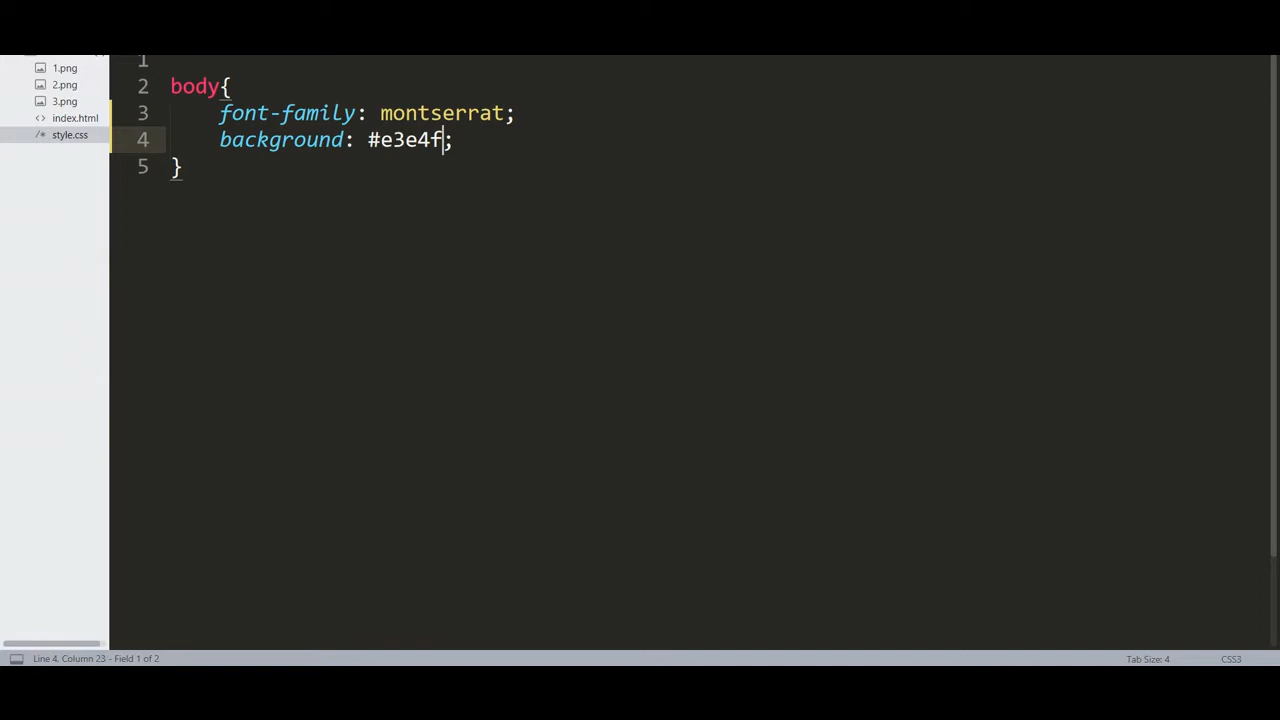 1.png
2.png
3.png
index.html
/* style.css
1
2 body{
3 font-family: montserrat;
4 background: #e3e4f;
5 }
Line 4, Column 23 - Field 1 of 2
Tab Size: 4
CSS3